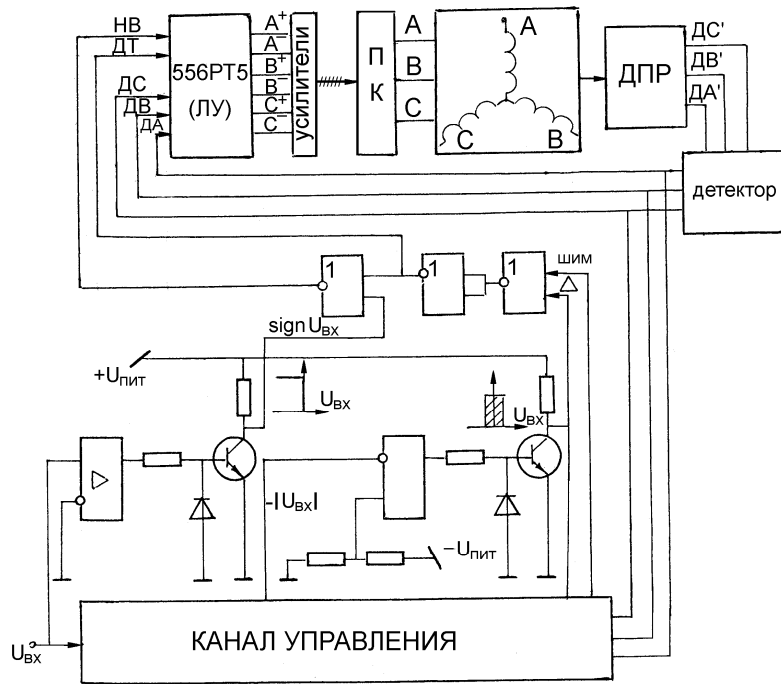 НВ
ДТ
ДС
ДВ
ДА
556РТ5
(ЛУ)
A⁺
A⁻
B⁺
B⁻
C⁺
C⁻
усилители
П
К
A
B
C
A
C
B
ДПР
ДС'
ДВ'
ДА'
детектор
1
1
1
шим
△
sign Uвх
+Uпит
Uвх
Uвх
▷
-|Uвх|
−Uпит
Uвх
КАНАЛ УПРАВЛЕНИЯ